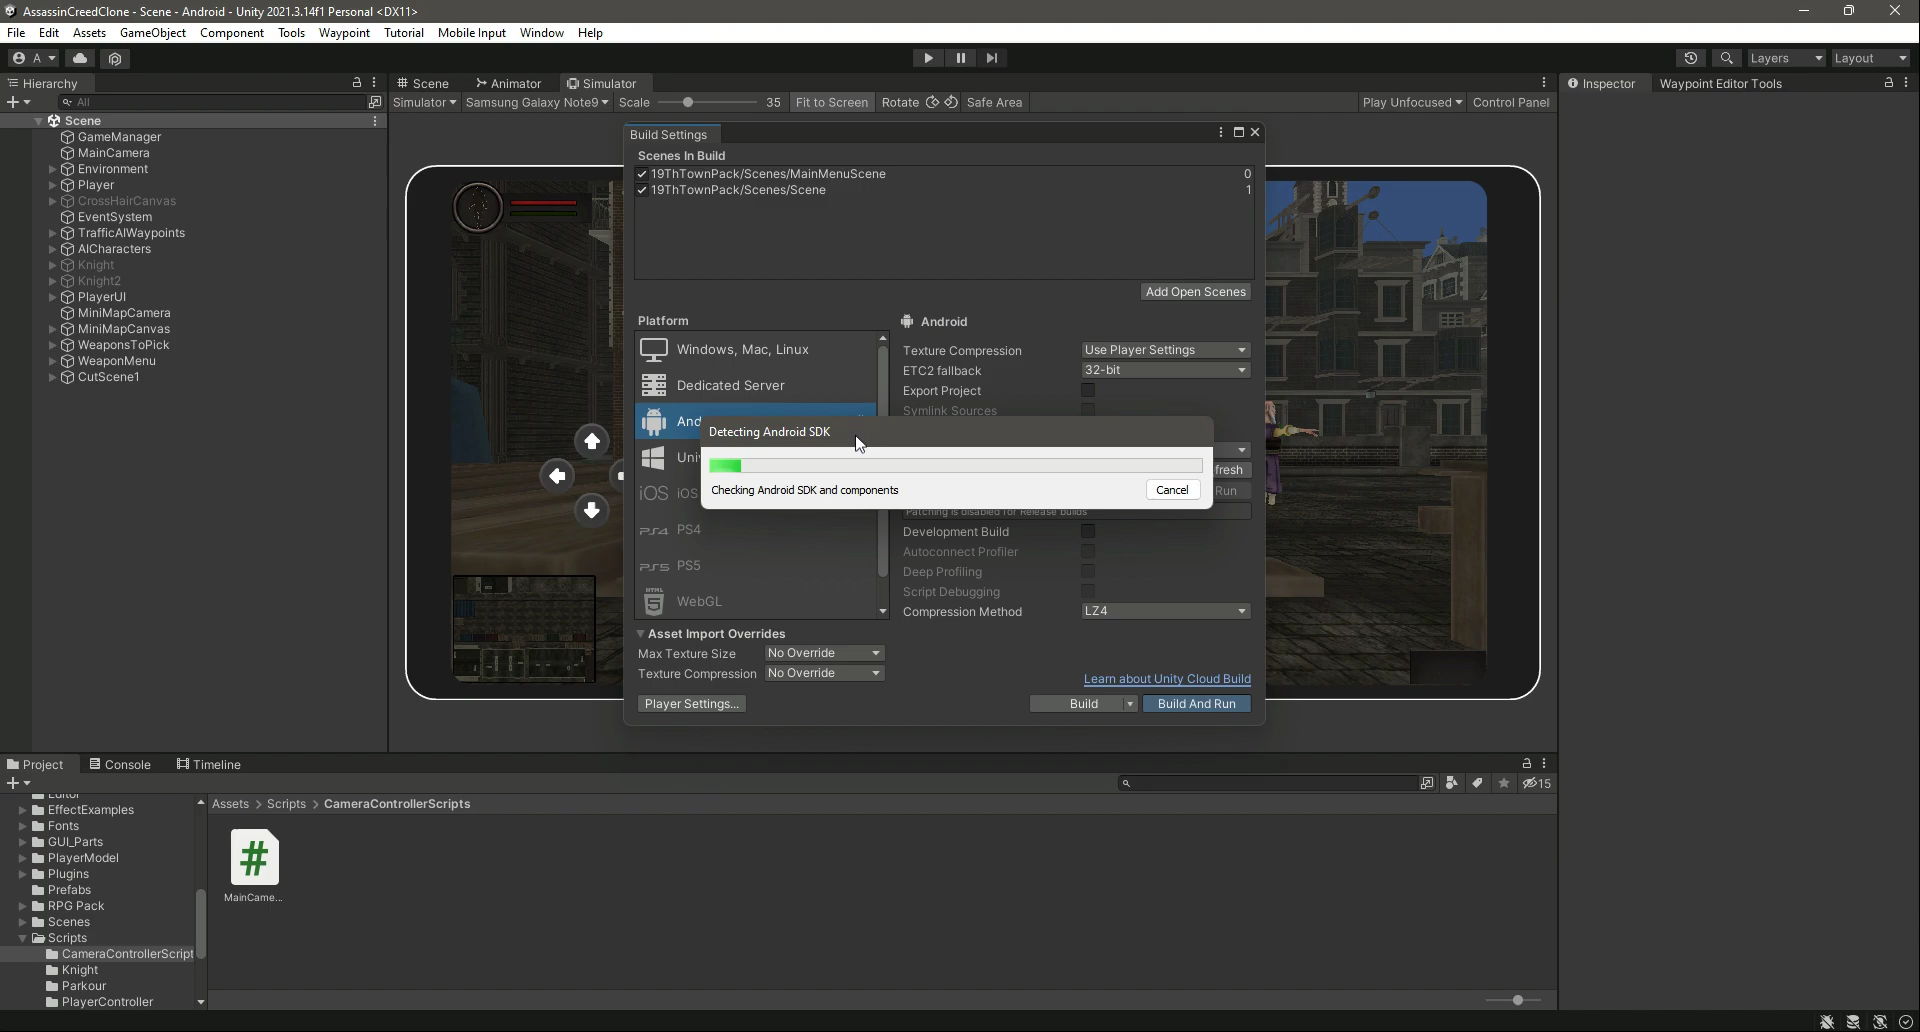 AssassinCreedClone - Scene - Android - Unity 2021.3.14f1 Personal <DX11>
File Edit Assets GameObject Component Tools Jobs Waypoint Tutorial Mobile Input Window Help
A
Layers
Layout
Hierarchy
All
Scene
GameManager
MainCamera
Environment
Player
CrossHairCanvas
EventSystem
TrafficAIWaypoints
AICharacters
Knight
Knight2
PlayerUI
MiniMapCamera
MiniMapCanvas
WeaponsToPick
WeaponMenu
CutScene1
Scene Animator Simulator
Simulator Samsung Galaxy Note9 Scale 35 Fit to Screen Rotate Safe Area
Play Unfocused Control Panel
Inspector Waypoint Editor Tools
Build Settings
Scenes In Build
19ThTownPack/Scenes/MainMenuScene 0
19ThTownPack/Scenes/Scene 1
Add Open Scenes
Platform
Windows, Mac, Linux
Dedicated Server
And
Uni
iOS iOS
PS4 PS4
PS5 PS5
HTML 5 WebGL
Android
Texture Compression Use Player Settings
ETC2 fallback 32-bit
Export Project
Symlink Sources
Detecting Android SDK
Checking Android SDK and components
Cancel
fresh
Run
Patching is disabled for Release builds
Development Build
Autoconnect Profiler
Deep Profiling
Script Debugging
Compression Method LZ4
Asset Import Overrides
Max Texture Size No Override
Texture Compression No Override
Learn about Unity Cloud Build
Player Settings...
Build
Build And Run
Project Console Timeline
15
Editor
EffectExamples
Fonts
GUI_Parts
PlayerModel
Plugins
Prefabs
RPG Pack
Scenes
Scripts
CameraControllerScript
Knight
Parkour
PlayerController
Assets > Scripts > CameraControllerScripts
#
MainCame...